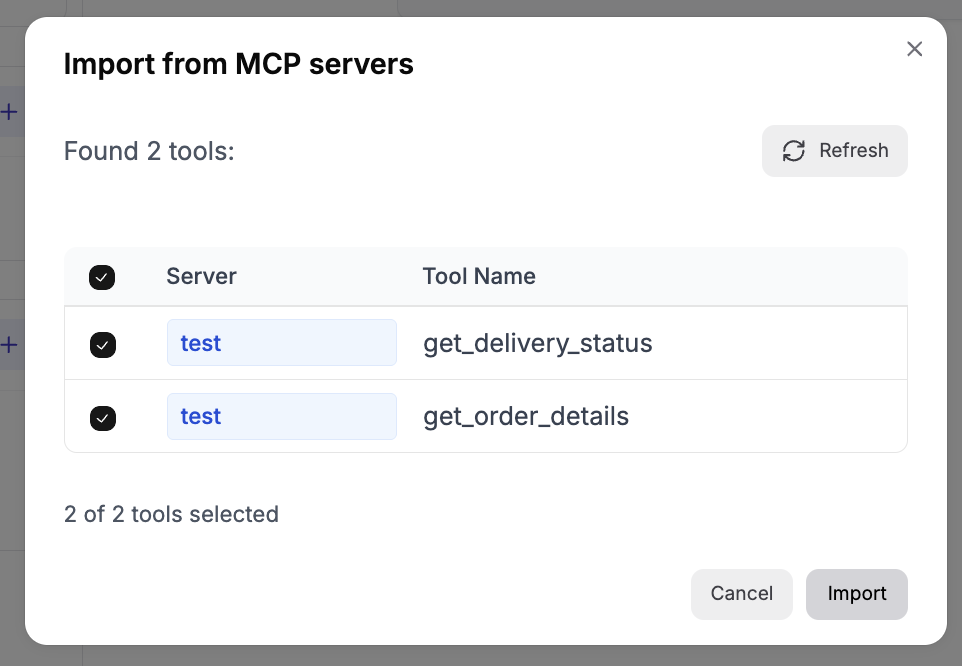 Import from MCP servers
Found 2 tools:
Refresh
Server Tool Name
test get_delivery_status
test get_order_details
2 of 2 tools selected
Cancel Import